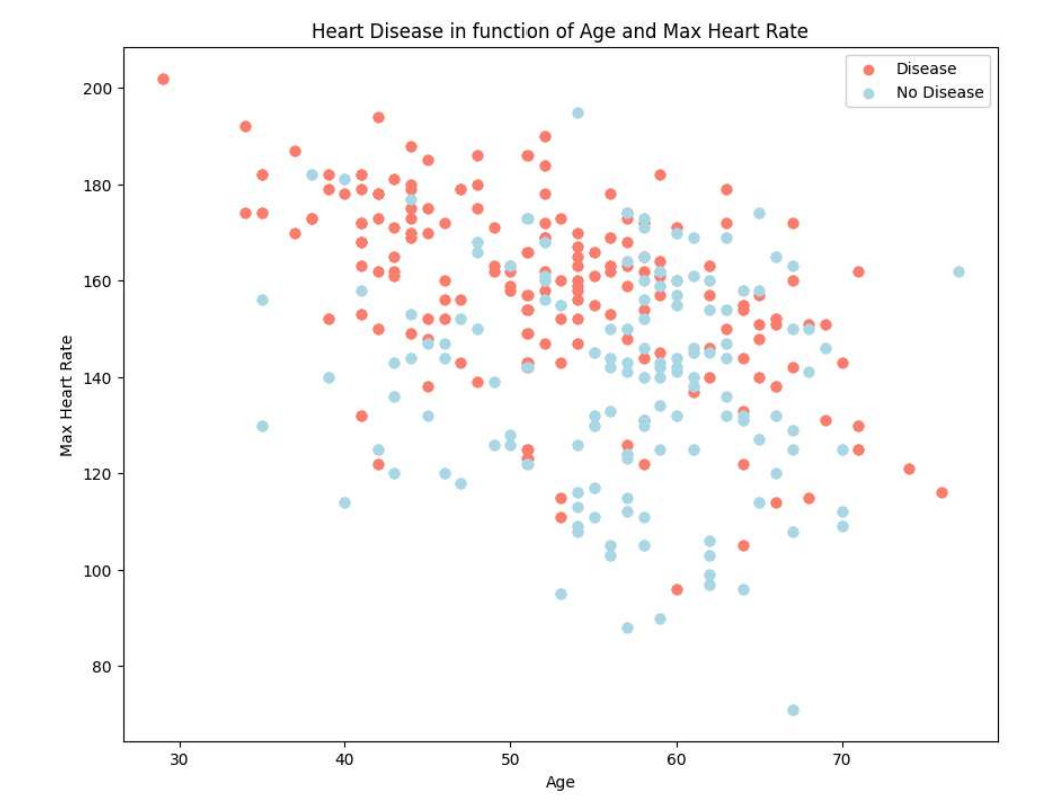 Heart Disease in function of Age and Max Heart Rate
Disease
No Disease
200
180
160
140
120
100
80
Max Heart Rate
30 40 50 60 70
Age